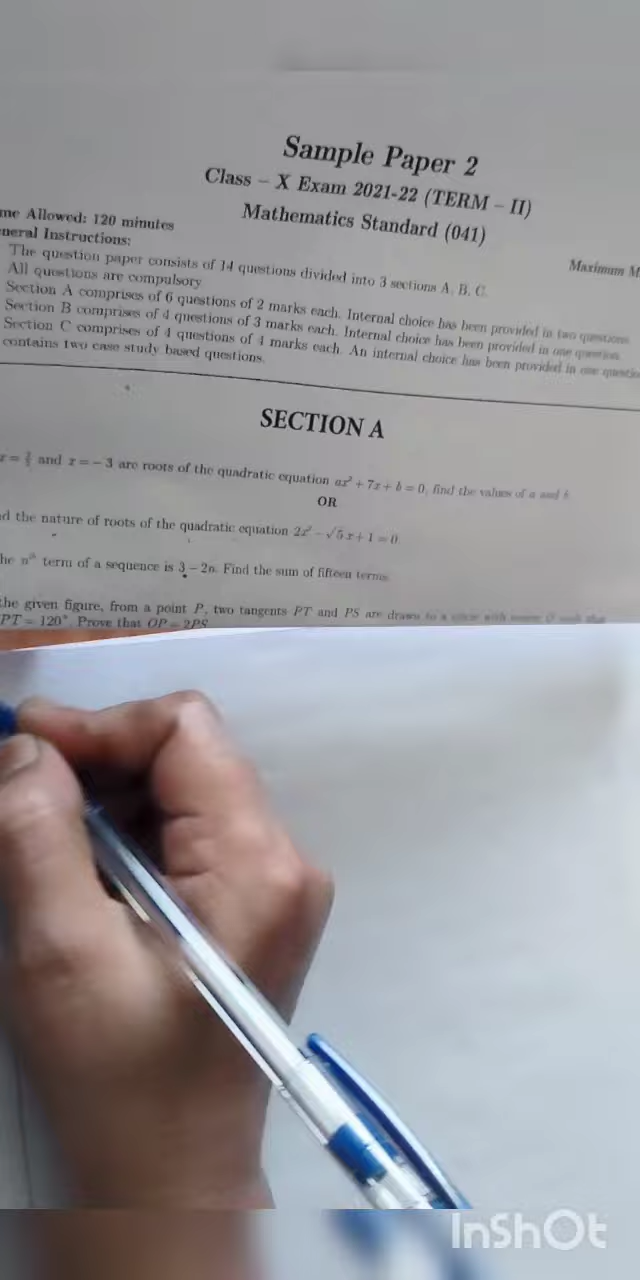 Sample Paper 2
Class – X Exam 2021-22 (TERM – II)
Mathematics Standard (041)
me Allowed: 120 minutes
Maximum M
neral Instructions:
The question paper consists of 14 questions divided into 3 sections A, B, C.
All questions are compulsory
Section A comprises of 6 questions of 2 marks each. Internal choice has been provided in two questions
Section B comprises of 4 questions of 3 marks each. Internal choice has been provided in one question
Section C comprises of 4 questions of 4 marks each. An internal choice has been provided in one questio
contains two case study based questions.
SECTION A
and x = – 3 are roots of the quadratic equation ax² + 7x + b = 0, find the values of a and b
OR
d the nature of roots of the quadratic equation 2x² – √5 x + 1 = 0
he nᵗʰ term of a sequence is 3 – 2n. Find the sum of fifteen terms
the given figure, from a point P, two tangents PT and PS are drawn to a circle with
PT = 120°. Prove that OP = 2PS
InShOt